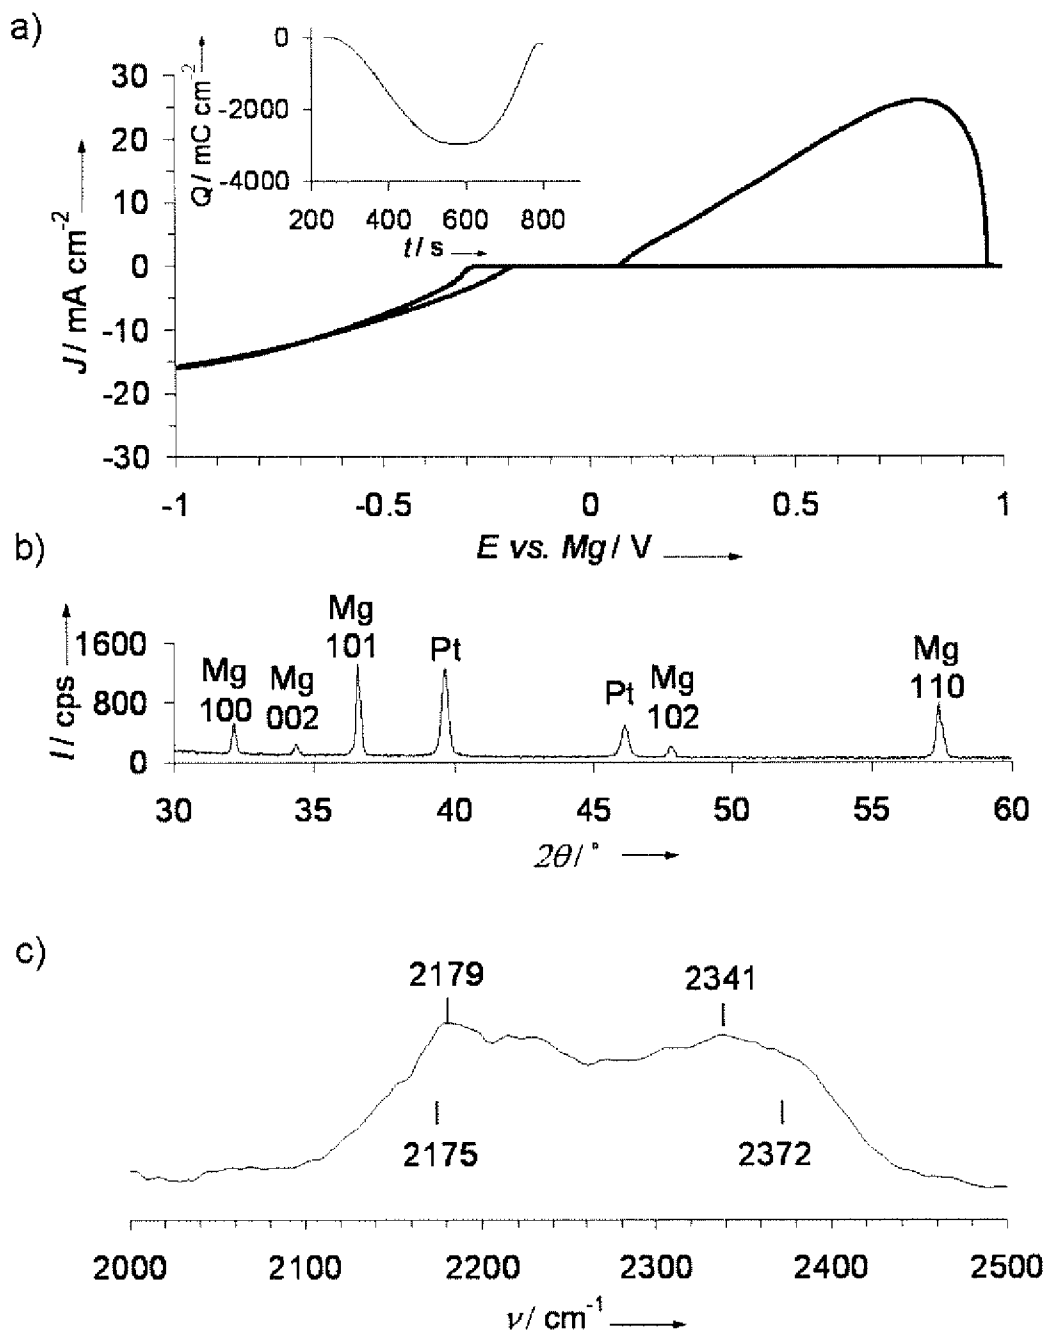 a)
Q / mC cm-2
0
-2000
-4000
200 400 600 800
t / s
J / mA cm-2
30
20
10
0
-10
-20
-30
-1 -0.5 0 0.5 1
E vs. Mg / V
b)
I / cps
1600
800
0
Mg
100
Mg
002
Mg
101
Pt
Pt
Mg
102
Mg
110
30 35 40 45 50 55 60
2θ / °
c)
2179 2341
2175 2372
2000 2100 2200 2300 2400 2500
ν / cm-1